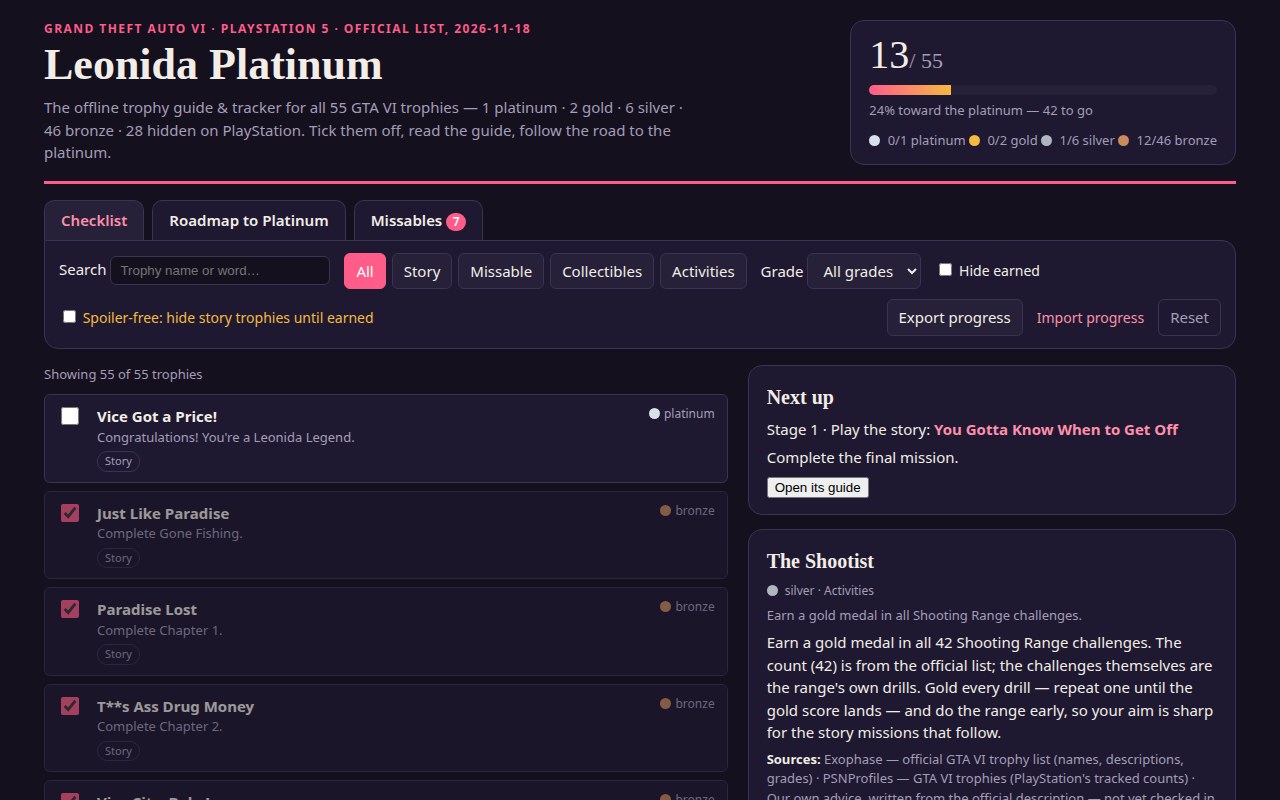 GRAND THEFT AUTO VI · PLAYSTATION 5 · OFFICIAL LIST, 2026-11-18
Leonida Platinum
The offline trophy guide & tracker for all 55 GTA VI trophies — 1 platinum · 2 gold · 6 silver ·
46 bronze · 28 hidden on PlayStation. Tick them off, read the guide, follow the road to the
platinum.
13/ 55
24% toward the platinum — 42 to go
0/1 platinum 0/2 gold 1/6 silver 12/46 bronze
Checklist Roadmap to Platinum Missables 7
Search Trophy name or word… All Story Missable Collectibles Activities Grade All grades Hide earned
Spoiler-free: hide story trophies until earned Export progress Import progress Reset
Showing 55 of 55 trophies
Vice Got a Price! platinum
Congratulations! You're a Leonida Legend.
Story
Just Like Paradise bronze
Complete Gone Fishing.
Story
Paradise Lost bronze
Complete Chapter 1.
Story
T**s Ass Drug Money bronze
Complete Chapter 2.
Story
Next up
Stage 1 · Play the story: You Gotta Know When to Get Off
Complete the final mission.
Open its guide
The Shootist
silver · Activities
Earn a gold medal in all Shooting Range challenges.
Earn a gold medal in all 42 Shooting Range challenges. The
count (42) is from the official list; the challenges themselves are
the range's own drills. Gold every drill — repeat one until the
gold score lands — and do the range early, so your aim is sharp
for the story missions that follow.
Sources: Exophase — official GTA VI trophy list (names, descriptions,
grades) · PSNProfiles — GTA VI trophies (PlayStation's tracked counts) ·
Our own advice, written from the official description — not yet checked in